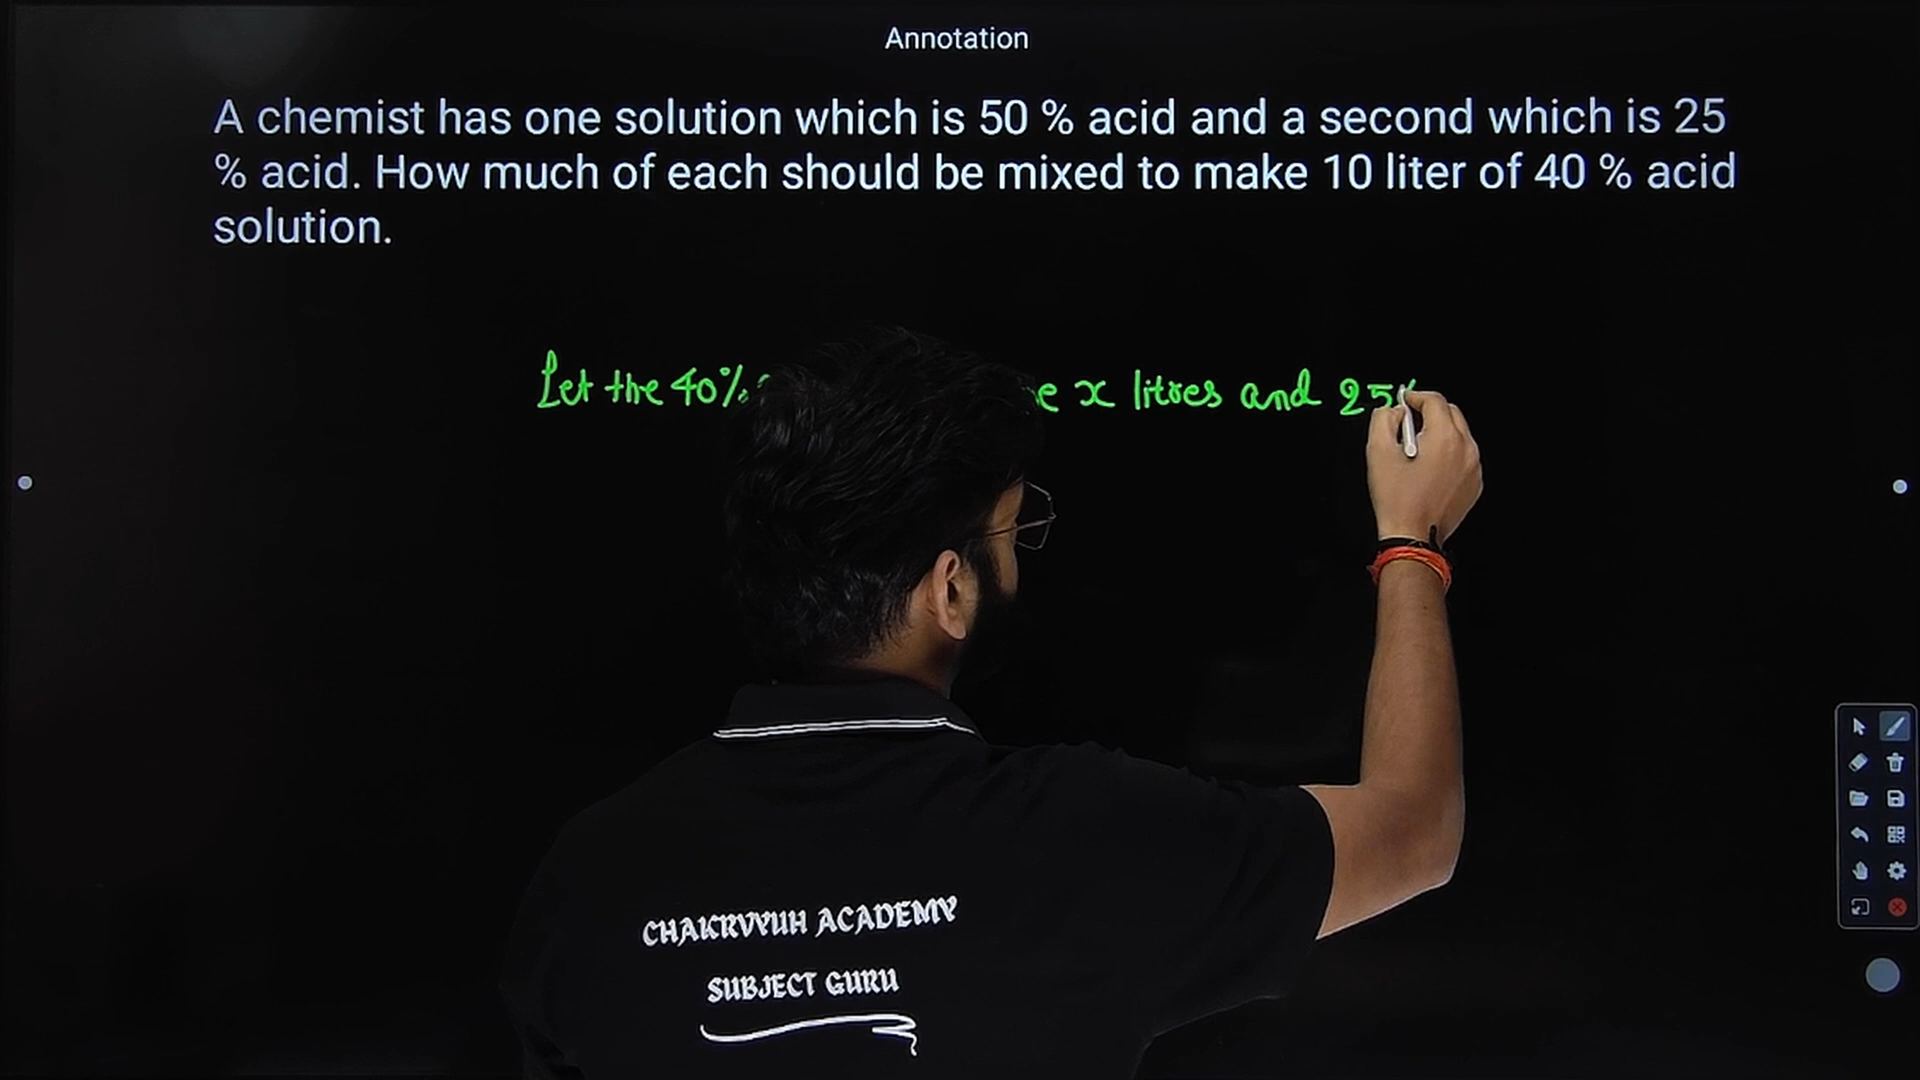 Annotation
A chemist has one solution which is 50 % acid and a second which is 25
% acid. How much of each should be mixed to make 10 liter of 40 % acid
solution.
Let the 40% x litres and 25%
CHAKRVYUH ACADEMY
SUBJECT GURU